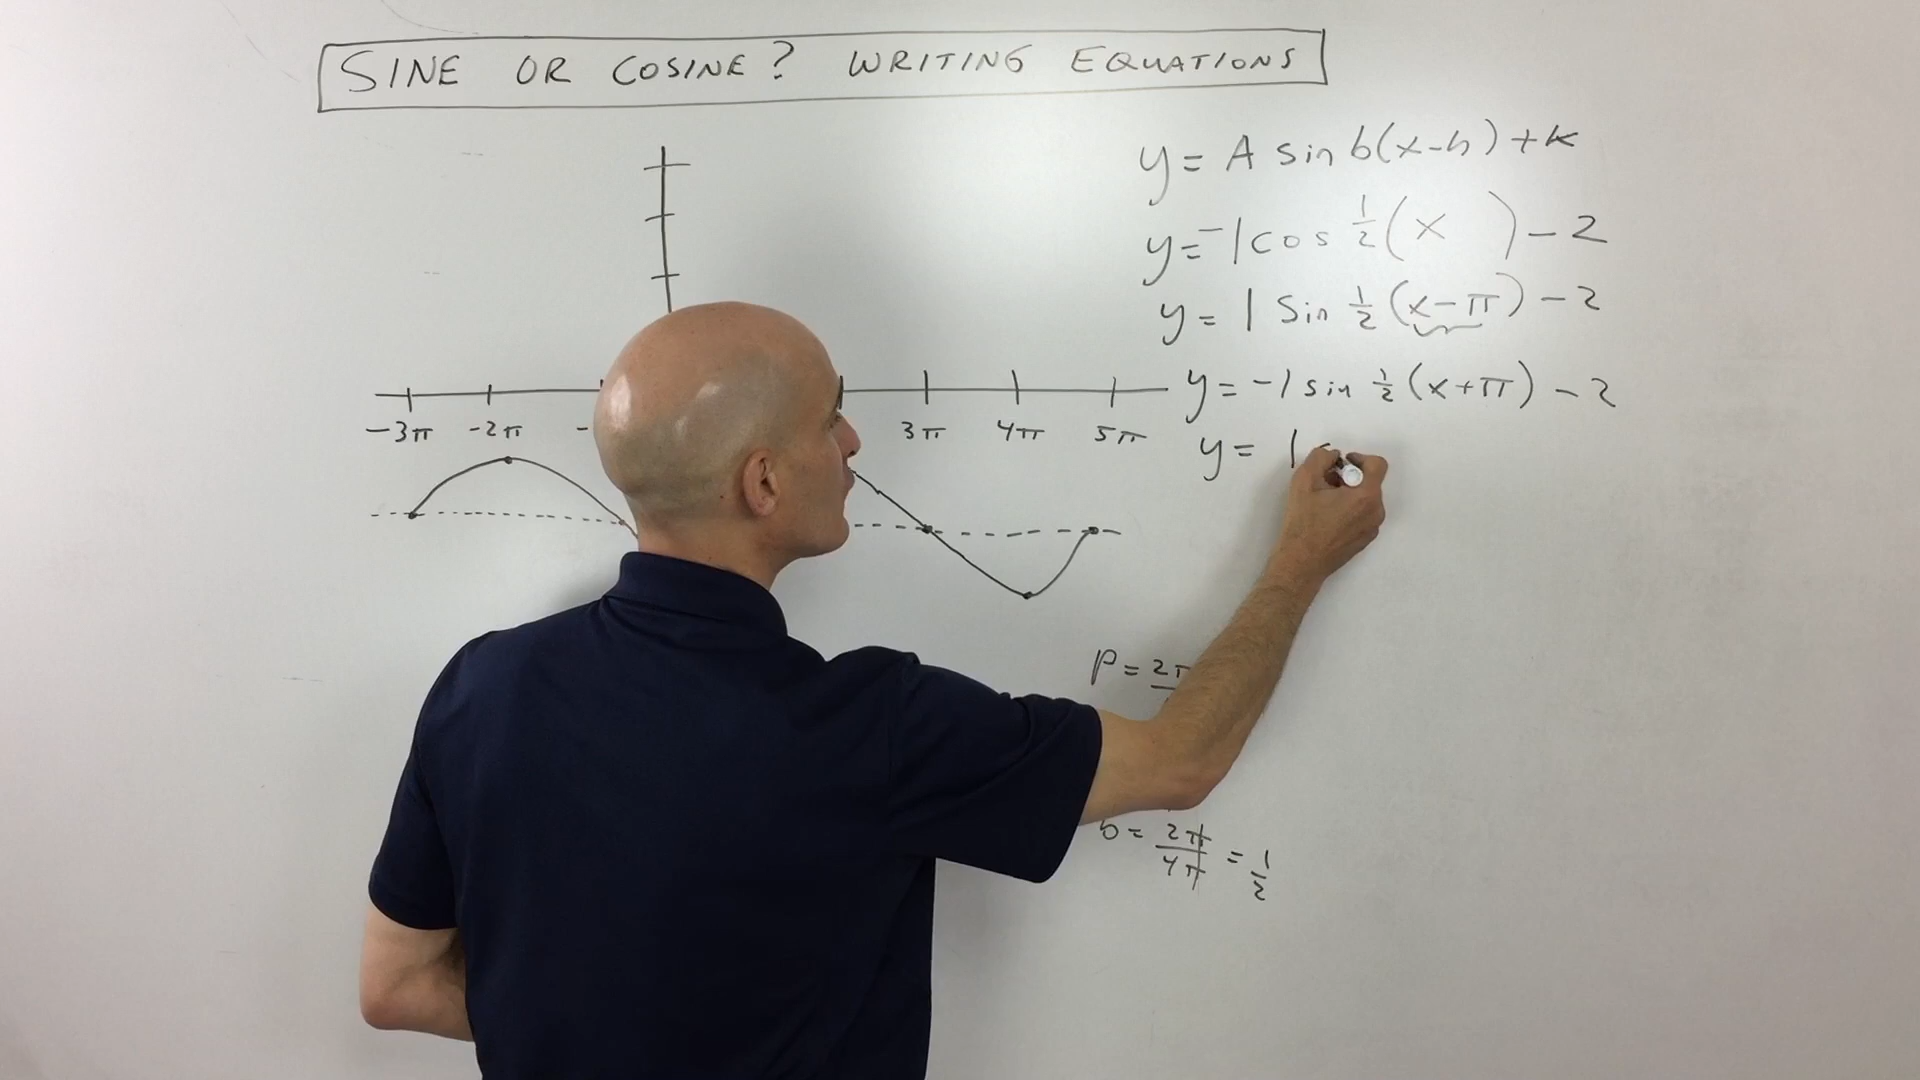 SINE OR COSINE? WRITING EQUATIONS
y = A sin b(x-h) + k
y = -1 cos 1/2 (x ) - 2
y = 1 sin 1/2 (x - π) - 2
y = -1 sin 1/2 (x + π) - 2
y = 1
-3π -2π - 3π 4π 5π
P = 2π
b = 2π/4π = 1/2